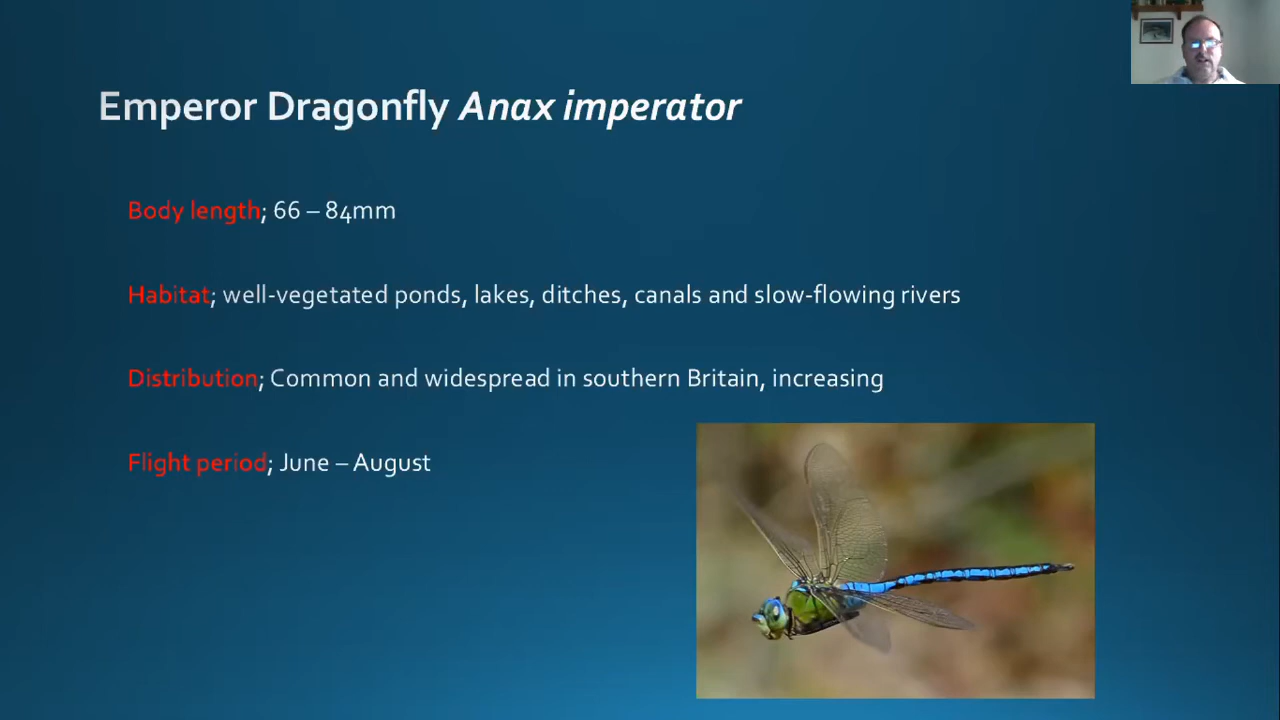 Emperor Dragonfly Anax imperator
Body length; 66 – 84mm
Habitat; well-vegetated ponds, lakes, ditches, canals and slow-flowing rivers
Distribution; Common and widespread in southern Britain, increasing
Flight period; June – August